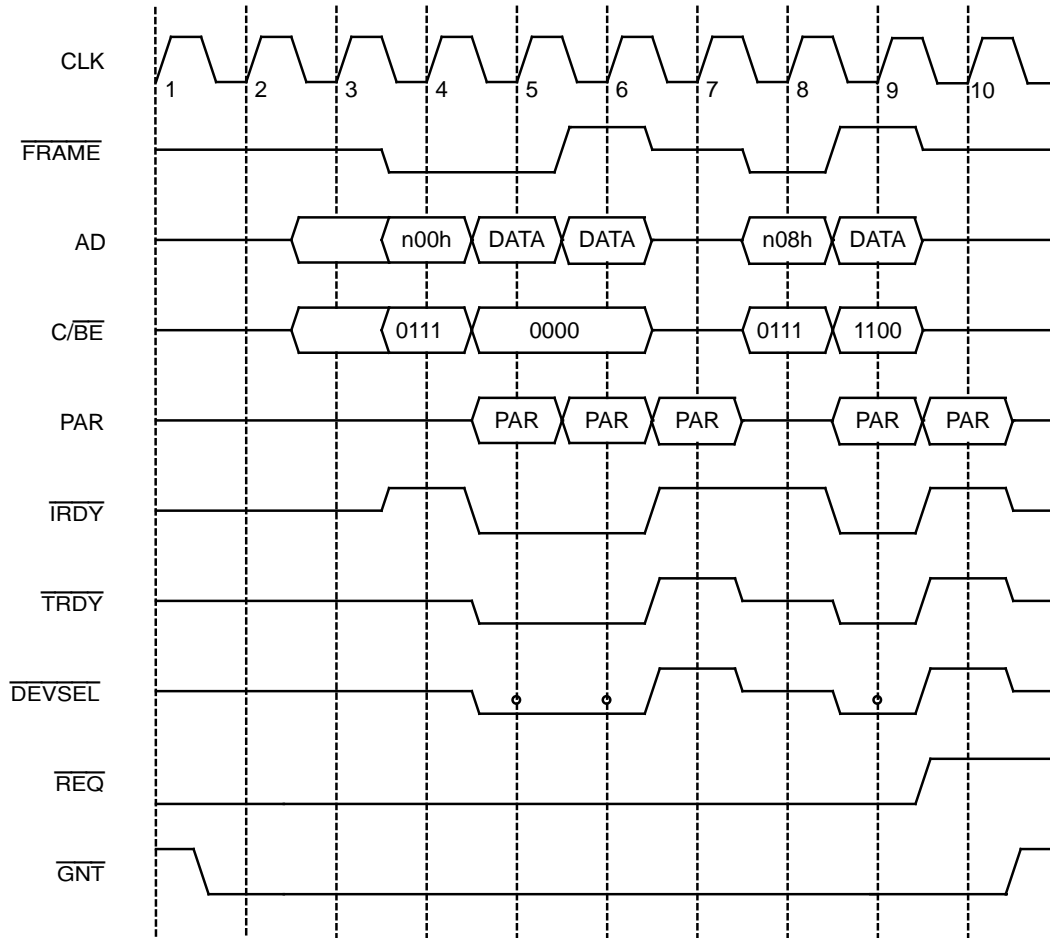 CLK
1 2 3 4 5 6 7 8 9 10
FRAME
AD n00h DATA DATA n08h DATA
C/BE 0111 0000 0111 1100
PAR PAR PAR PAR PAR PAR
IRDY
TRDY
DEVSEL
REQ
GNT